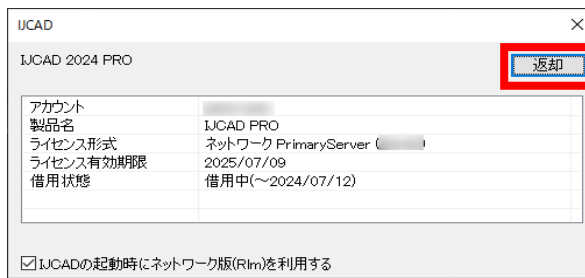 IJCAD
IJCAD 2024 PRO
返却
アカウント
製品名 IJCAD PRO
ライセンス形式 ネットワーク PrimaryServer (
ライセンス有効期限 2025/07/09
借用状態 借用中(～2024/07/12)
IJCADの起動時にネットワーク版(Rlm)を利用する